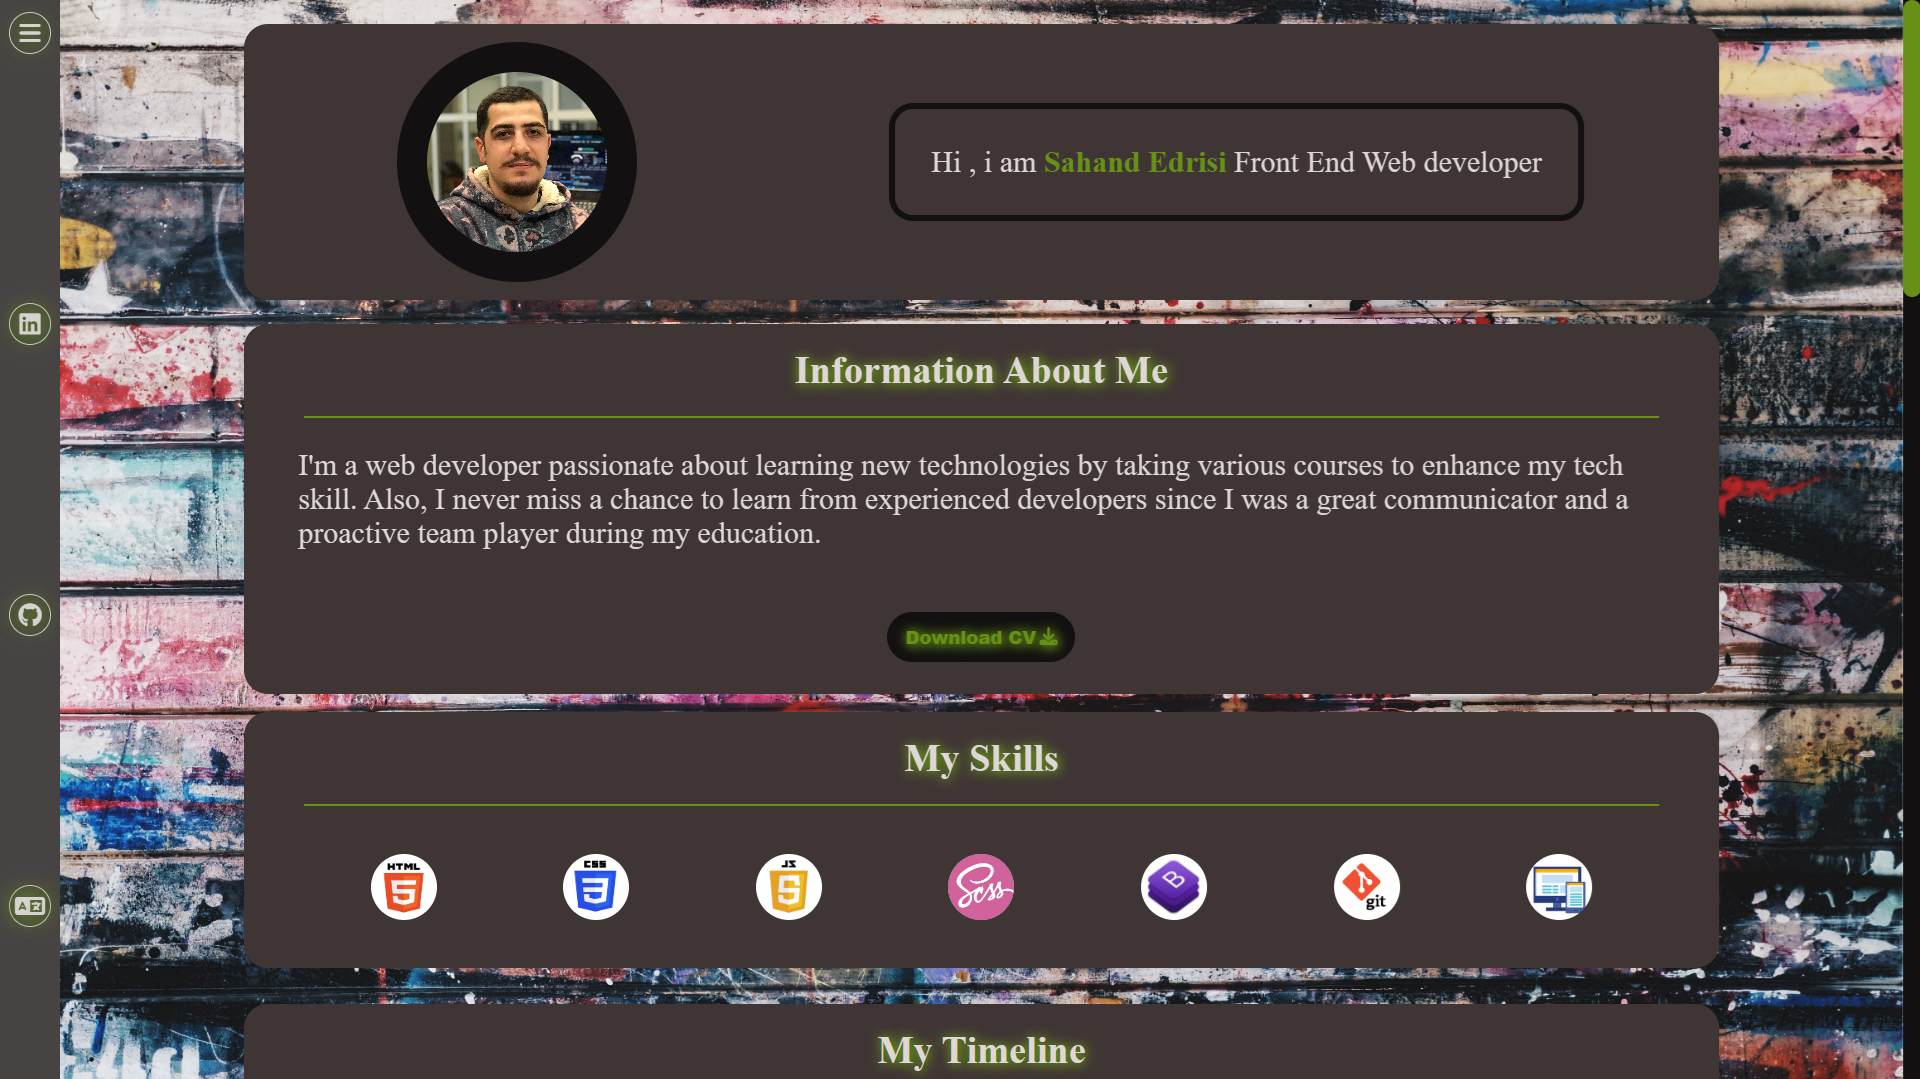 Hi , i am Sahand Edrisi Front End Web developer
Information About Me
I'm a web developer passionate about learning new technologies by taking various courses to enhance my tech
skill. Also, I never miss a chance to learn from experienced developers since I was a great communicator and a
proactive team player during my education.
Download CV
My Skills
HTML
5
CSS
3
JS
5
Scss
B
git
My Timeline